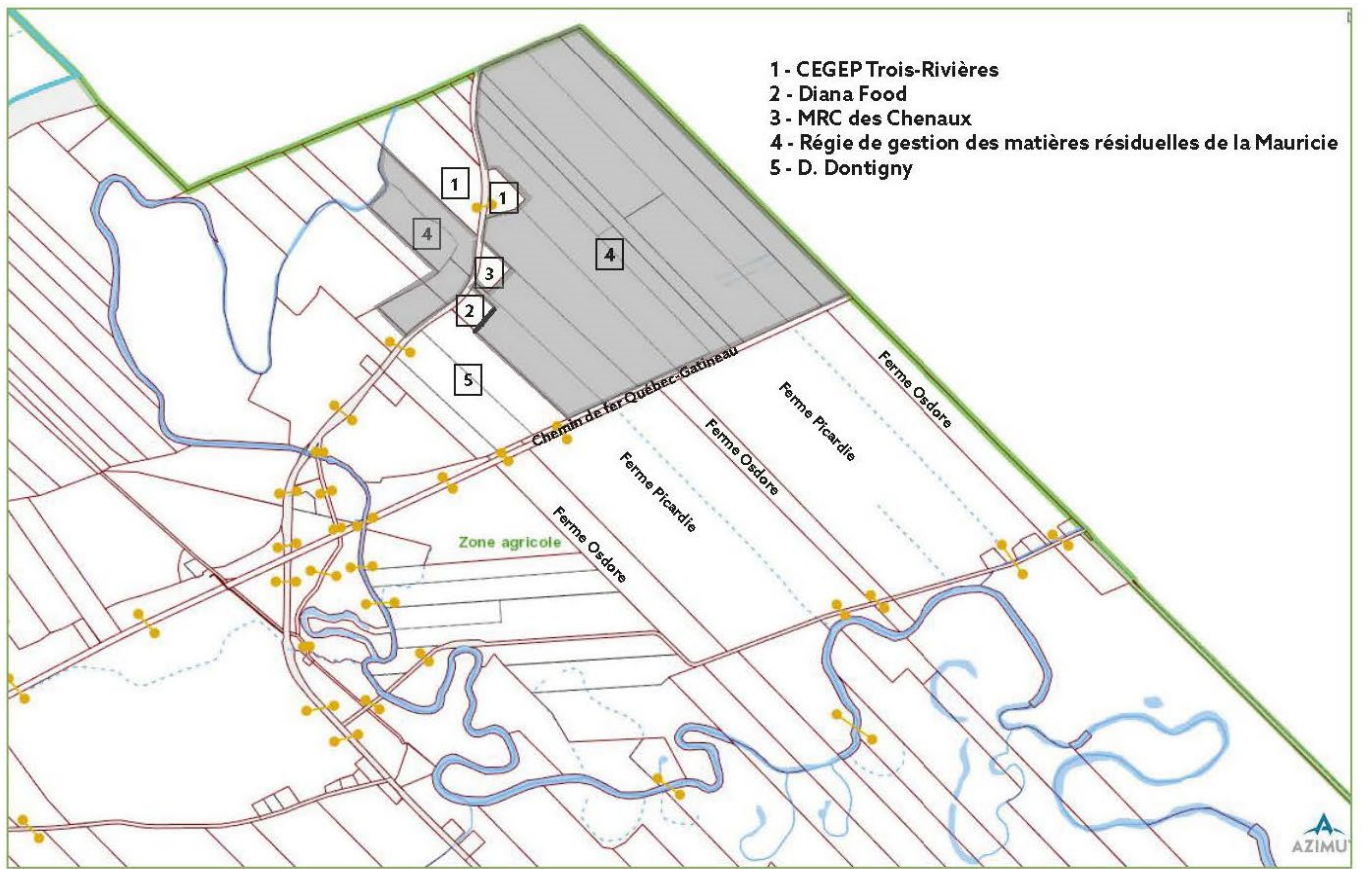 1 - CEGEP Trois-Rivières
2 - Diana Food
3 - MRC des Chenaux
4 - Régie de gestion des matières résiduelles de la Mauricie
5 - D. Dontigny
1
1
4
4
3
2
5
Chemin de fer Québec-Gatineau
Ferme Osdore
Ferme Picardie
Ferme Osdore
Ferme Picardie
Ferme Osdore
Zone agricole
AZIMU